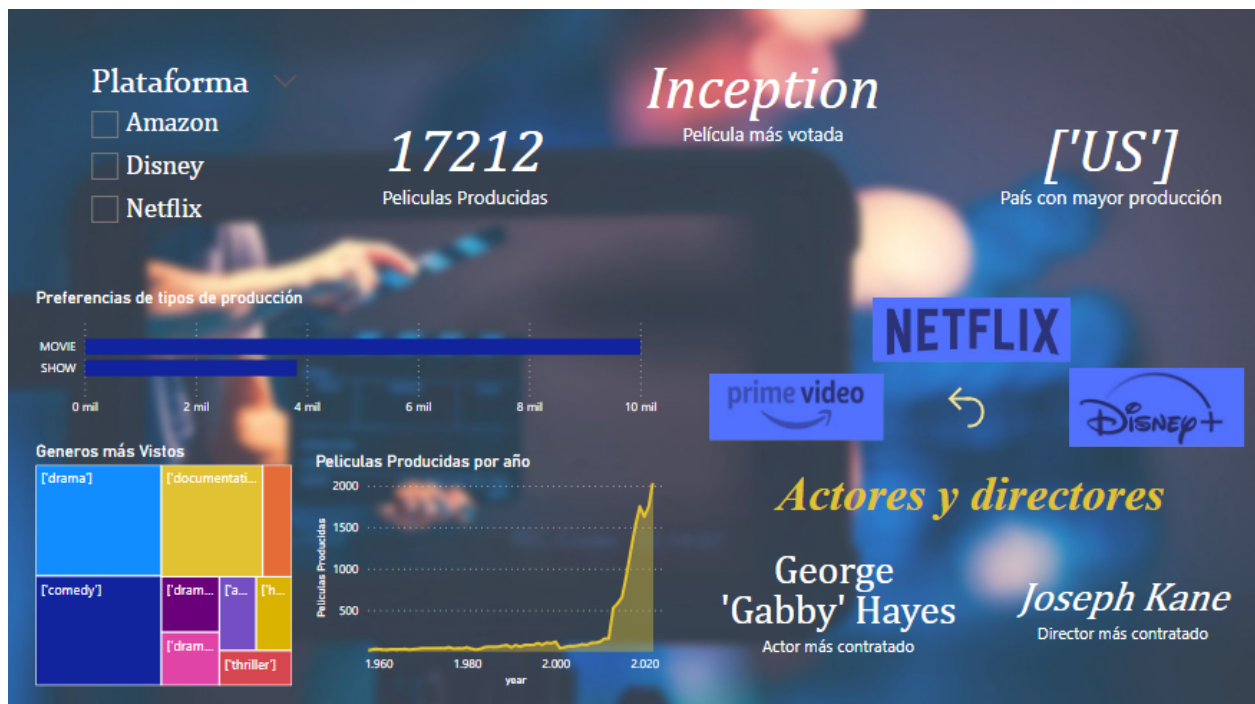 Plataforma
Amazon
Disney
Netflix
17212
Peliculas Producidas
Inception
Película más votada
['US']
País con mayor producción
Preferencias de tipos de producción
MOVIE
SHOW
0 mil 2 mil 4 mil 6 mil 8 mil 10 mil
NETFLIX
prime video
Disney+
Generos más Vistos
['drama']
['documentati...
['comedy']
['dram...
['a...
['h...
['dram...
['thriller']
Peliculas Producidas por año
Peliculas Producidas
2000
1500
1000
500
1.960 1.980 2.000 2.020
year
Actores y directores
George
'Gabby' Hayes
Actor más contratado
Joseph Kane
Director más contratado